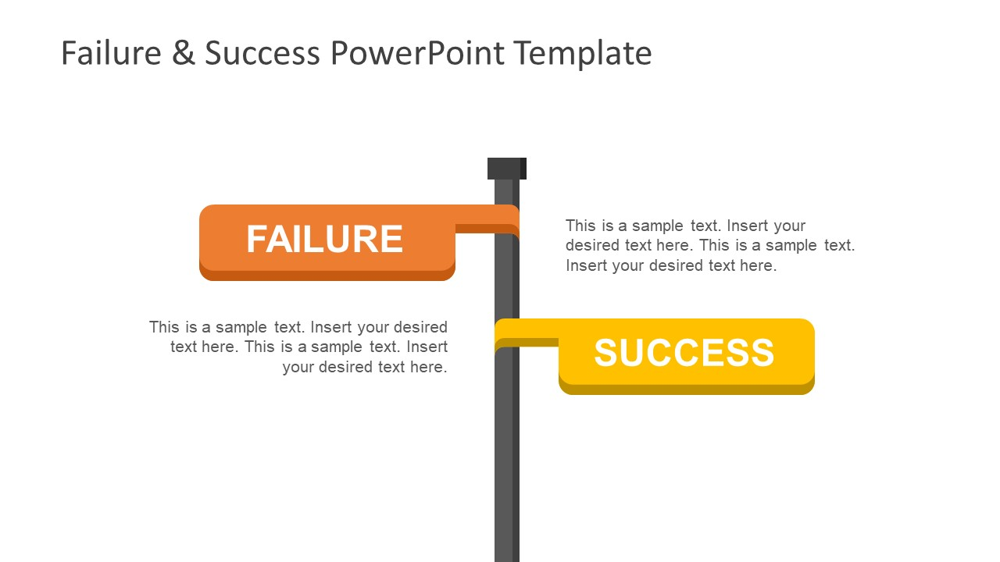 Failure & Success PowerPoint Template
FAILURE
This is a sample text. Insert your
desired text here. This is a sample text.
Insert your desired text here.
This is a sample text. Insert your desired
text here. This is a sample text. Insert
your desired text here.
SUCCESS